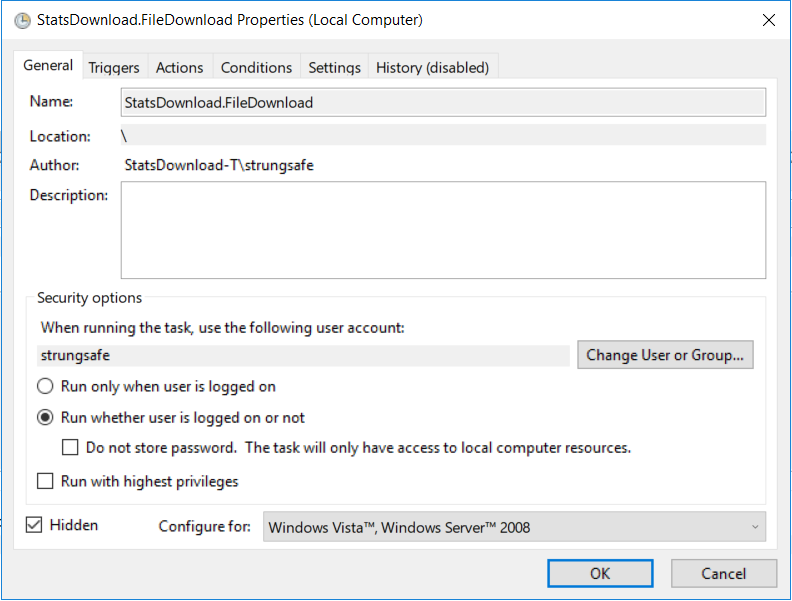 StatsDownload.FileDownload Properties (Local Computer)
General Triggers Actions Conditions Settings History (disabled)
Name: StatsDownload.FileDownload
Location: \
Author: StatsDownload-T\strungsafe
Description:
Security options
When running the task, use the following user account:
strungsafe Change User or Group...
Run only when user is logged on
Run whether user is logged on or not
Do not store password. The task will only have access to local computer resources.
Run with highest privileges
Hidden Configure for: Windows Vista™, Windows Server™ 2008
OK Cancel